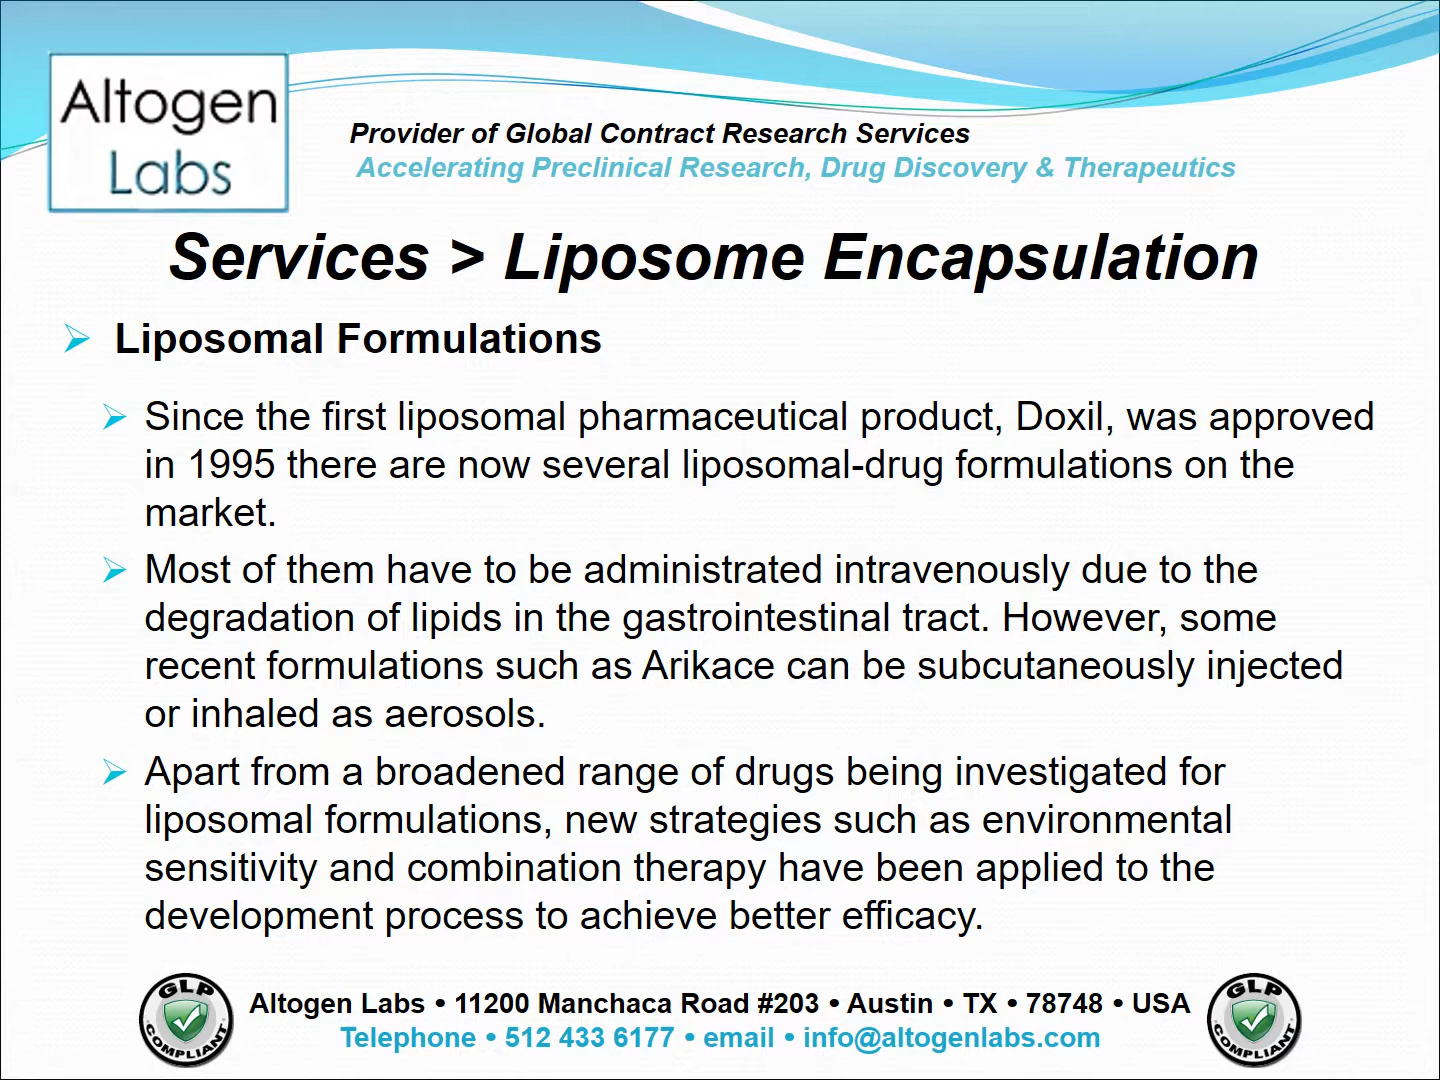 Altogen
Labs
Provider of Global Contract Research Services
Accelerating Preclinical Research, Drug Discovery & Therapeutics
Services > Liposome Encapsulation
Liposomal Formulations
Since the first liposomal pharmaceutical product, Doxil, was approved
in 1995 there are now several liposomal-drug formulations on the
market.
Most of them have to be administrated intravenously due to the
degradation of lipids in the gastrointestinal tract. However, some
recent formulations such as Arikace can be subcutaneously injected
or inhaled as aerosols.
Apart from a broadened range of drugs being investigated for
liposomal formulations, new strategies such as environmental
sensitivity and combination therapy have been applied to the
development process to achieve better efficacy.
GLP
COMPLIANT
Altogen Labs • 11200 Manchaca Road #203 • Austin • TX • 78748 • USA
Telephone • 512 433 6177 • email • info@altogenlabs.com
GLP
COMPLIANT